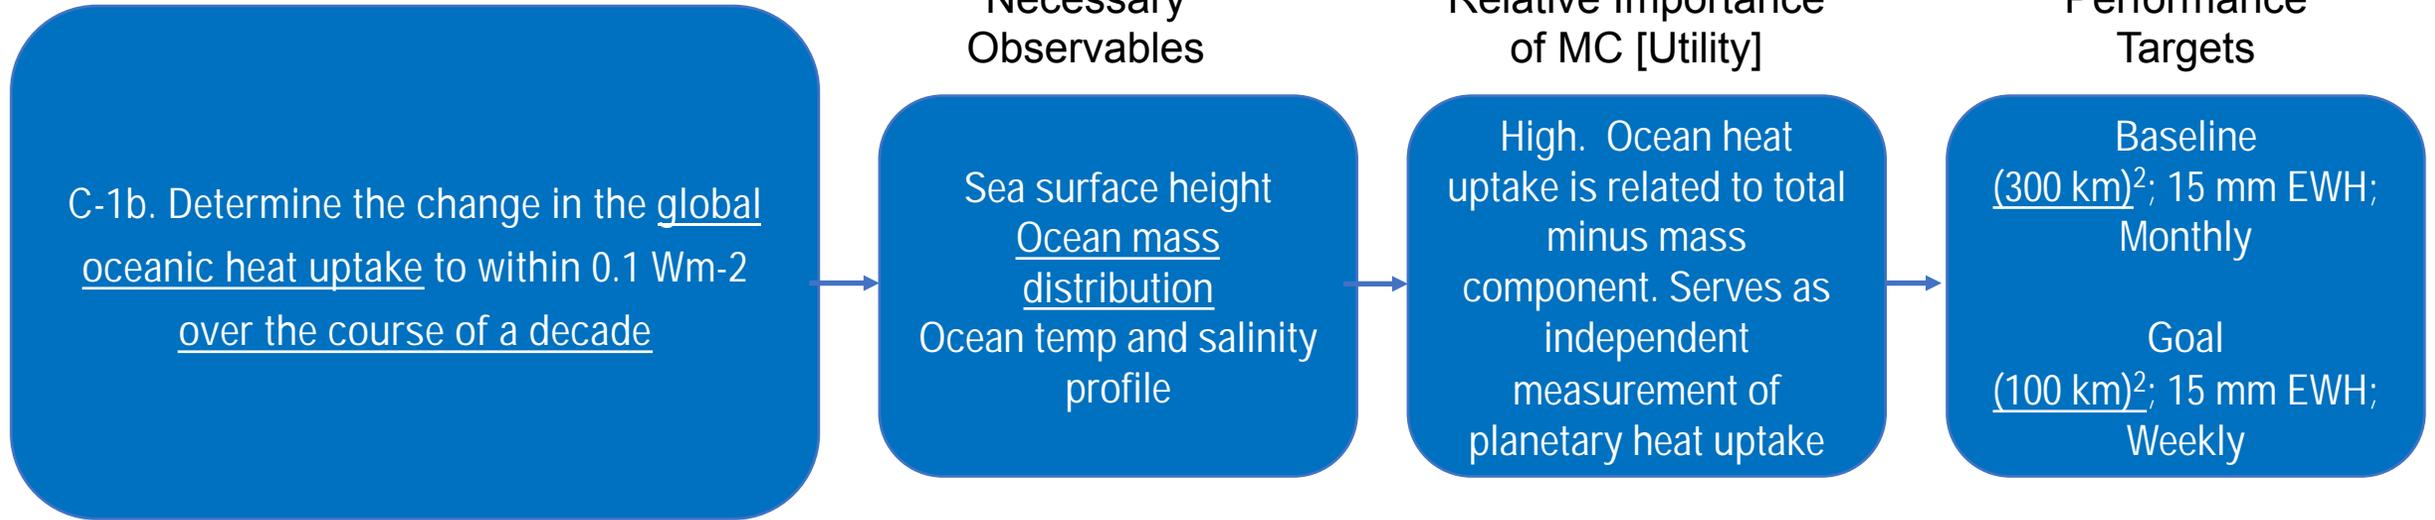 Necessary
Observables
Relative Importance
of MC [Utility]
Performance
Targets
C-1b. Determine the change in the global
oceanic heat uptake to within 0.1 Wm-2
over the course of a decade
Sea surface height
Ocean mass
distribution
Ocean temp and salinity
profile
High.  Ocean heat
uptake is related to total
minus mass
component. Serves as
independent
measurement of
planetary heat uptake
Baseline
(300 km)²; 15 mm EWH;
Monthly
Goal
(100 km)²; 15 mm EWH;
Weekly